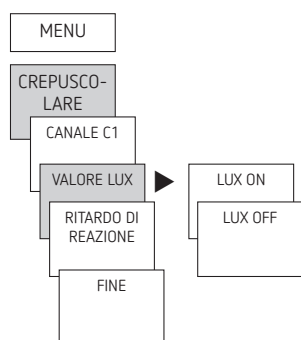 MENU
CREPUSCO-
LARE
CANALE C1
VALORE LUX
LUX ON
RITARDO DI
REAZIONE
LUX OFF
FINE